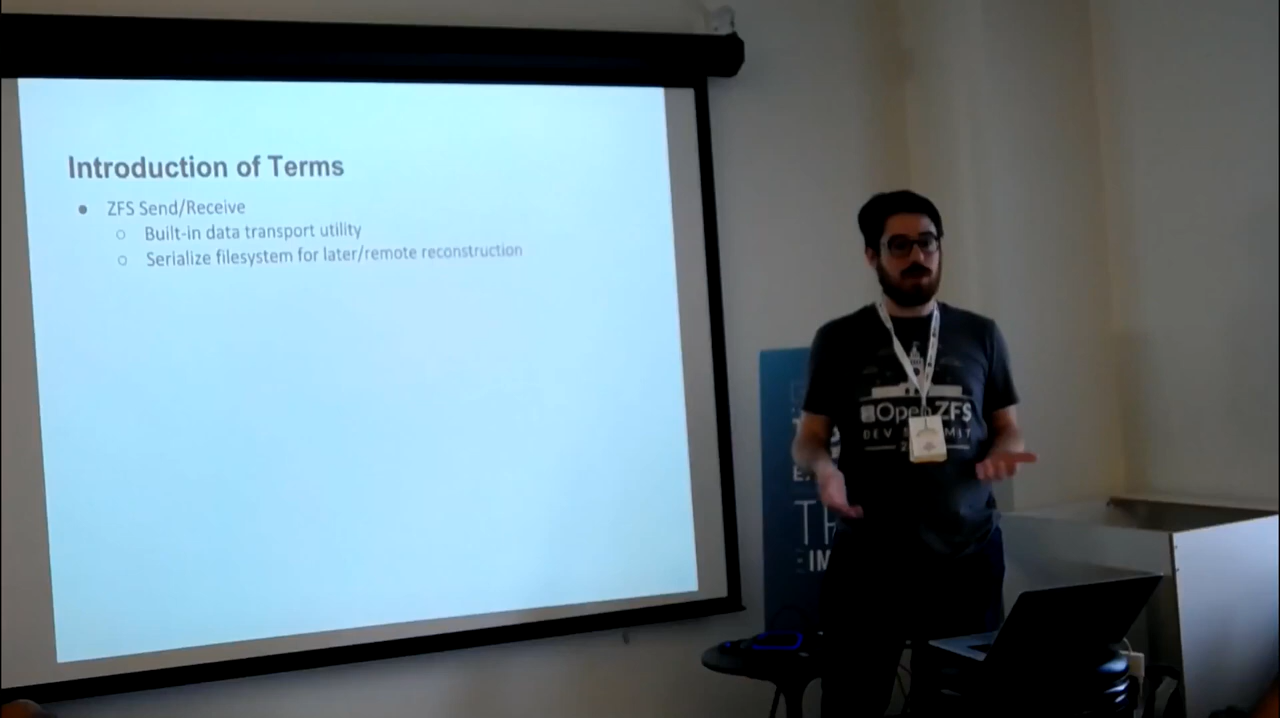 Introduction of Terms
● ZFS Send/Receive
○ Built-in data transport utility
○ Serialize filesystem for later/remote reconstruction
OpenZFS
DEV
IM